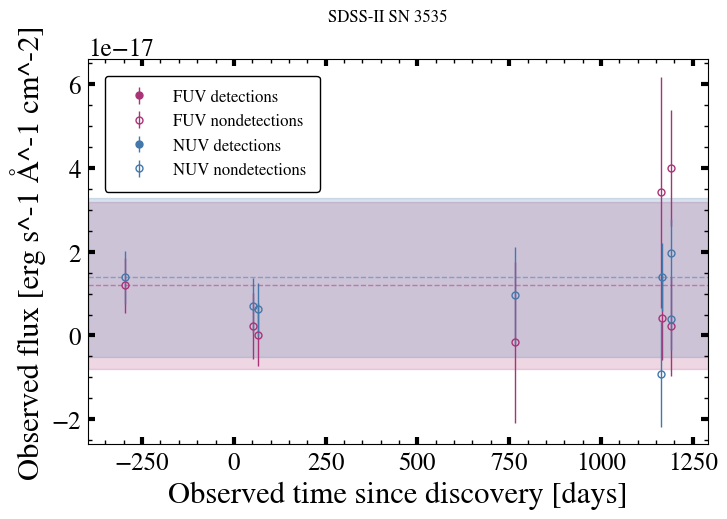 SDSS-II SN 3535
1e−17
FUV detections
FUV nondetections
NUV detections
NUV nondetections
6
4
2
0
−2
Observed flux [erg s^-1 Å^-1 cm^-2]
−250 0 250 500 750 1000 1250
Observed time since discovery [days]